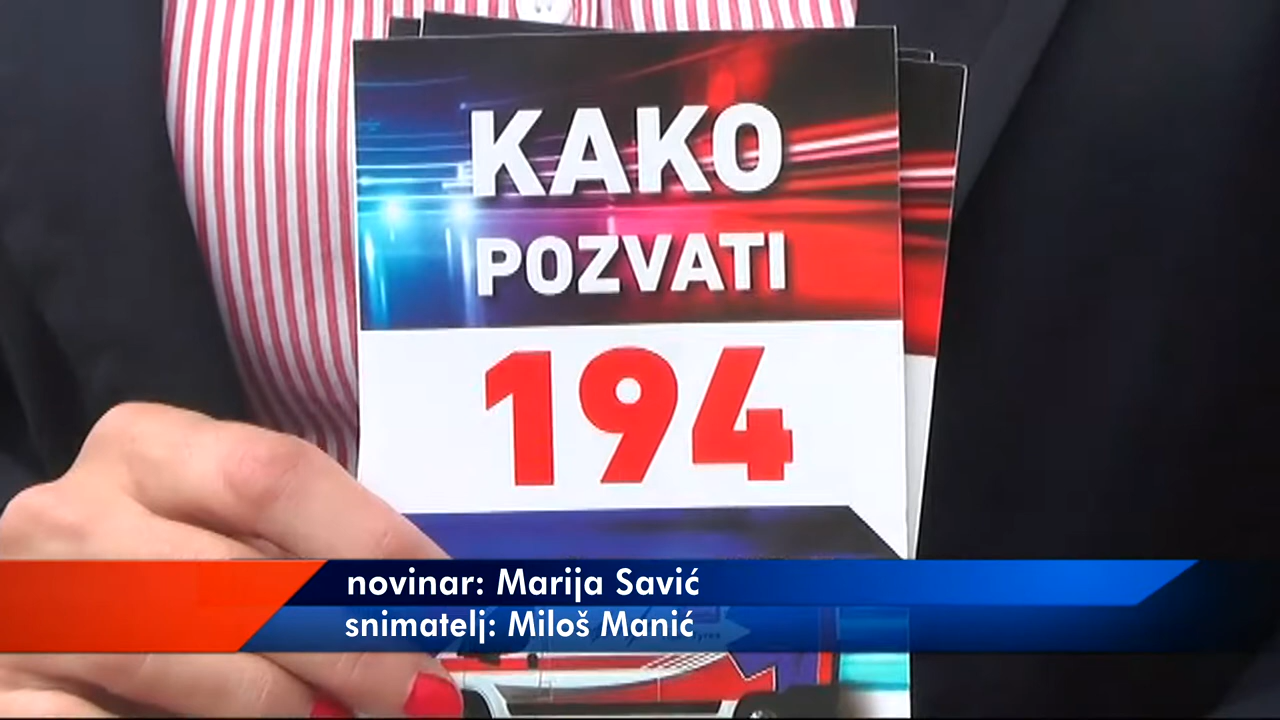 KAKO
POZVATI
194
novinar: Marija Savić
snimatelj: Miloš Manić